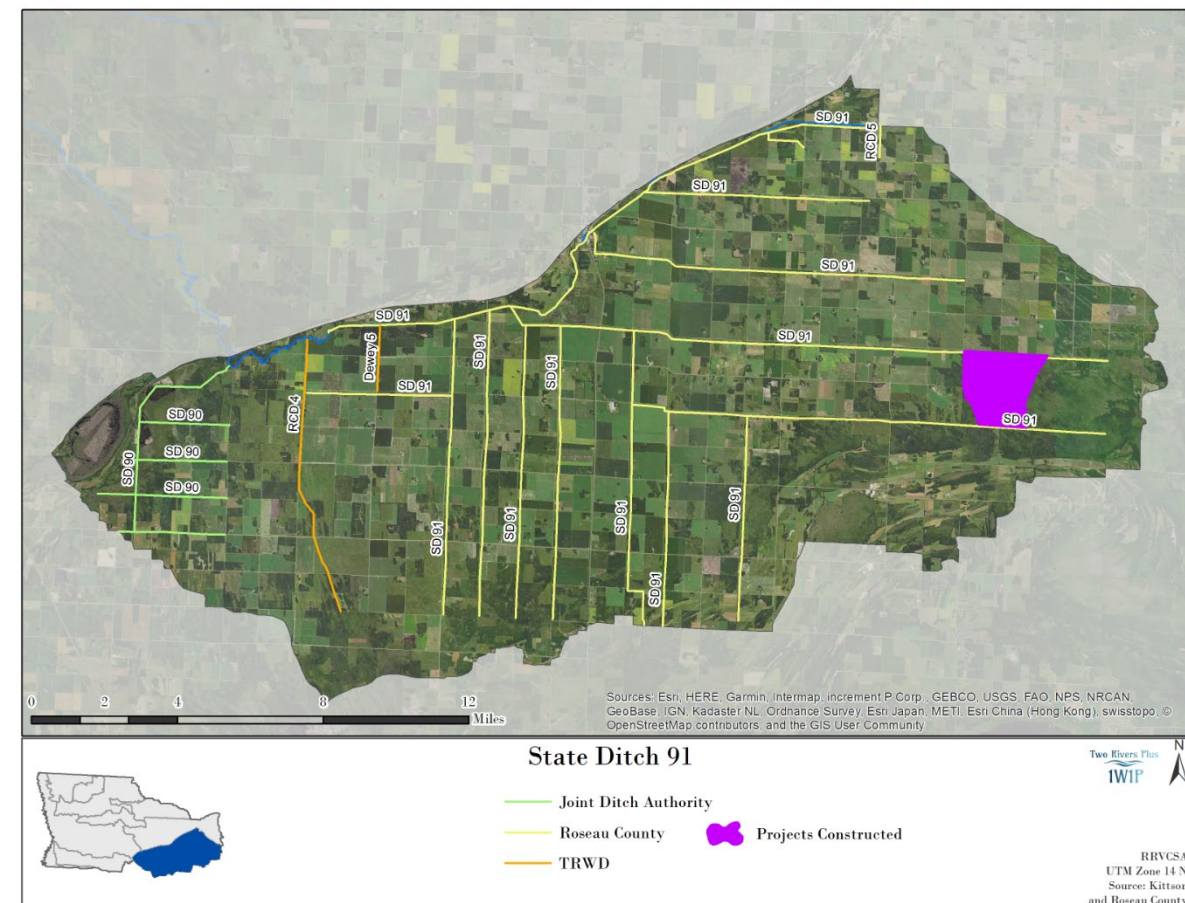 SD 91
RCD 5
SD 91
SD 91
SD 91
SD 91
Dewey 5
SD 91
SD 91
SD 91
RCD 4
SD 90
SD 90
SD 90
SD 90
SD 91
SD 91
SD 91
SD 91
SD 91
SD 91
SD 91
0 2 4 8 12
Miles
Sources: Esri, HERE, Garmin, Intermap, increment P Corp., GEBCO, USGS, FAO, NPS, NRCAN,
GeoBase, IGN, Kadaster NL, Ordnance Survey, Esri Japan, METI, Esri China (Hong Kong), swisstopo, ©
OpenStreetMap contributors, and the GIS User Community
State Ditch 91
Joint Ditch Authority
Roseau County
TRWD
Projects Constructed
Two Rivers Plus
1W1P
N
RRVCSA
UTM Zone 14 N
Source: Kittson
and Roseau County